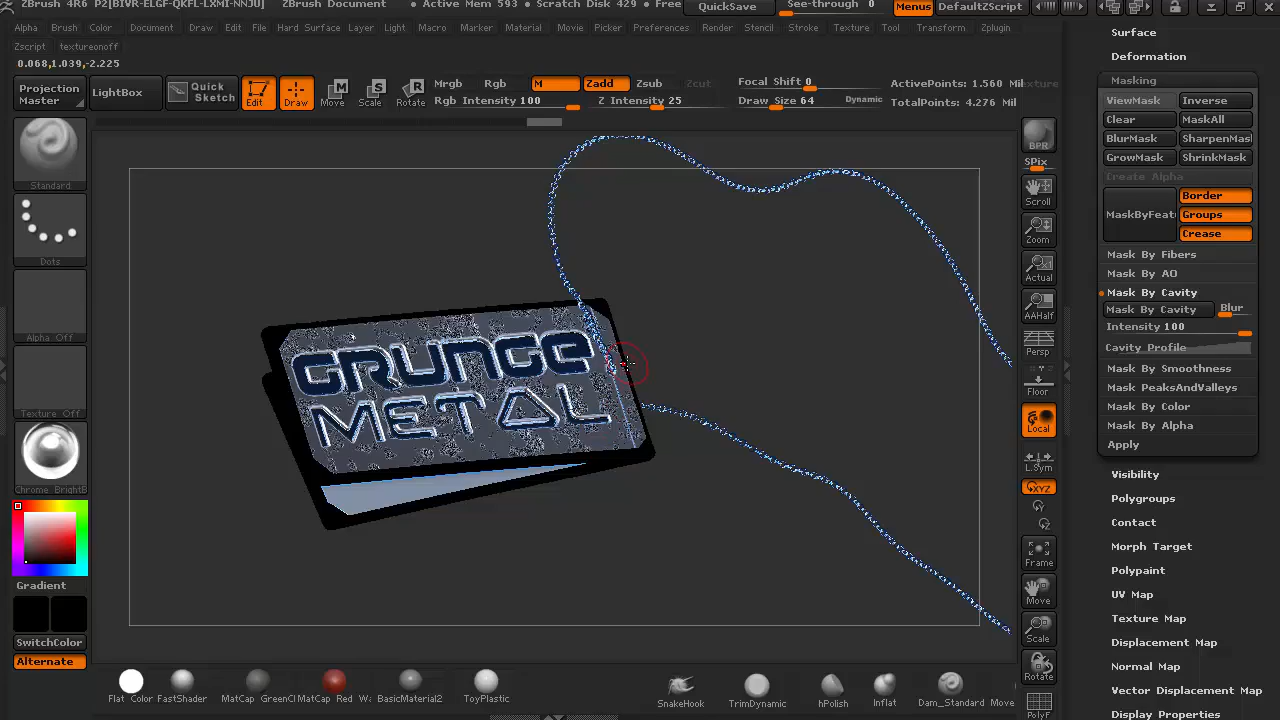 ZBrush 4R6 P2[BIVR-ELGF-QKFL-LXMI-NNJU] ZBrush Document • Active Mem 593 • Scratch Disk 429 • Free QuickSave See-through 0 Menus DefaultZScript
Alpha Brush Color Document Draw Edit File Hard Surface Layer Light Macro Marker Material Movie Picker Preferences Render Stencil Stroke Texture Tool Transform Zplugin
Zscript textureoff
0.068,1.039,-2.225
Projection Master LightBox Quick Sketch Edit Draw Move Scale Rotate
Mrgb Rgb M Zadd Zsub Zcut
Rgb Intensity 100 Z Intensity 25
Focal Shift 0
Draw Size 64 Dynamic
ActivePoints: 1.560 Mil
TotalPoints: 4.276 Mil
Standard
Dots
Alpha Off
Texture Off
Chrome BrightB
Gradient
SwitchColor
Alternate
GRUNGE
METAL
BPR
SPix
Scroll
Zoom
Actual
AAHalf
Persp
Floor
Local
L.Sym
XYZ
Frame
Move
Scale
Rotate
PolyF
Surface
Deformation
Masking
ViewMask Inverse
Clear MaskAll
BlurMask SharpenMas
GrowMask ShrinkMask
Create Alpha
MaskByFeat Border
Groups
Crease
Mask By Fibers
Mask By AO
Mask By Cavity
Mask By Cavity Blur
Intensity 100
Cavity Profile
Mask By Smoothness
Mask PeaksAndValleys
Mask By Color
Mask By Alpha
Apply
Visibility
Polygroups
Contact
Morph Target
Polypaint
UV Map
Texture Map
Displacement Map
Normal Map
Vector Displacement Map
Display Properties
Flat Color FastShader MatCap GreenCl MatCap Red Wa BasicMaterial2 ToyPlastic SnakeHook TrimDynamic hPolish Inflat Dam_Standard Move